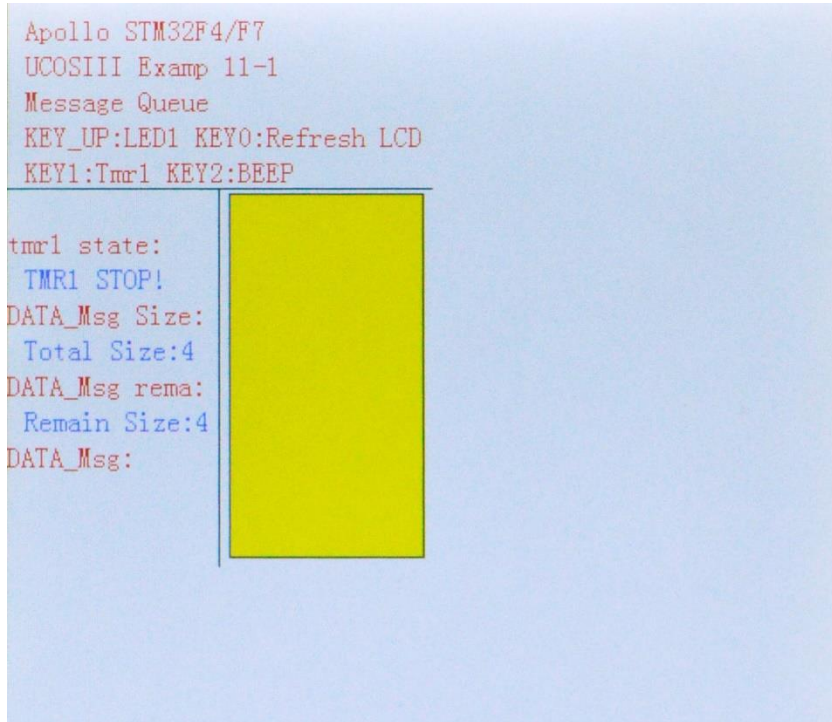 Apollo STM32F4/F7
UCOSIII Examp 11-1
Message Queue
KEY_UP:LED1 KEY0:Refresh LCD
KEY1:Tmr1 KEY2:BEEP
tmr1 state:
TMR1 STOP!
DATA_Msg Size:
Total Size:4
DATA_Msg rema:
Remain Size:4
DATA_Msg: